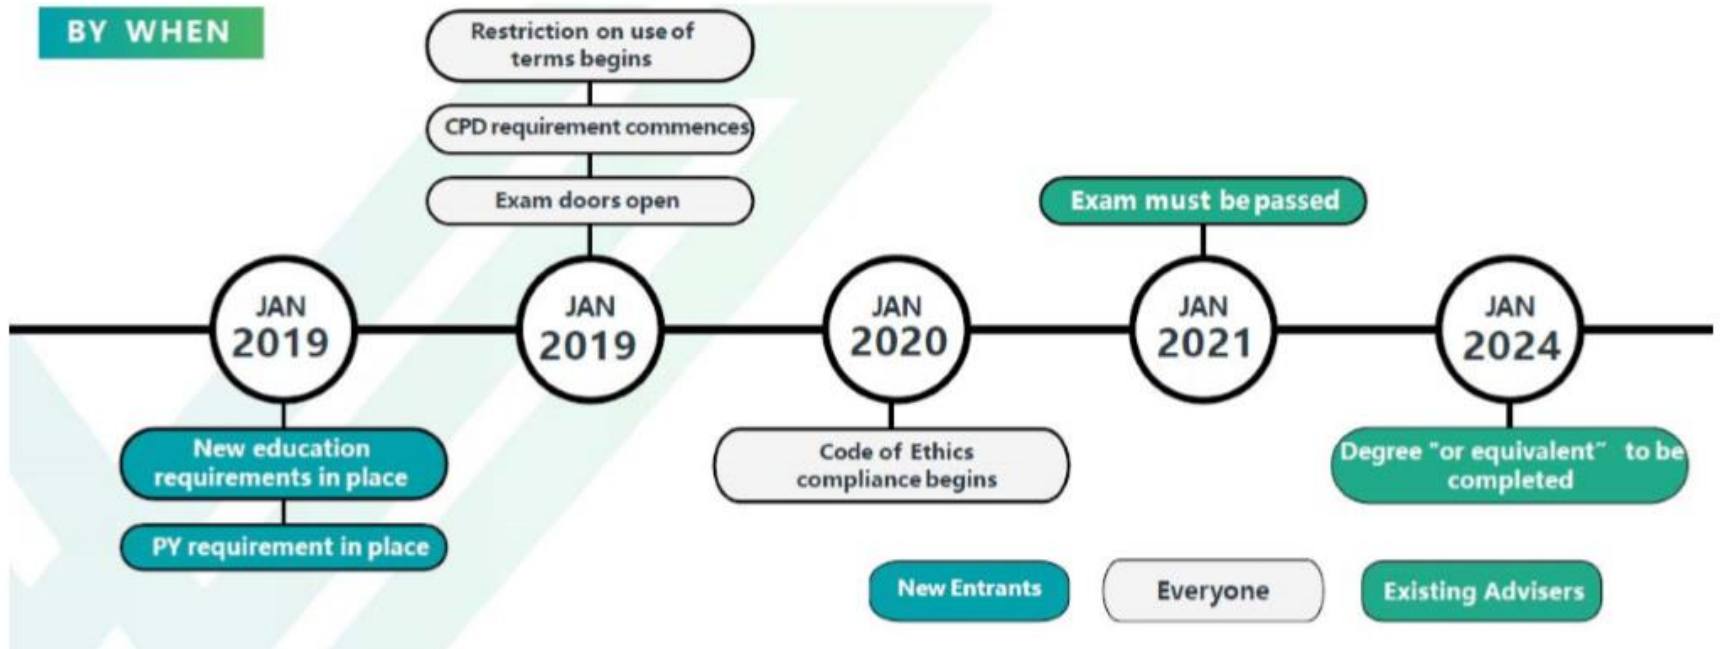 BY WHEN
Restriction on use of
terms begins
CPD requirement commences
Exam doors open
Exam must be passed
JAN
2019
JAN
2019
JAN
2020
JAN
2021
JAN
2024
New education
requirements in place
PY requirement in place
Code of Ethics
compliance begins
Degree "or equivalent” to be
completed
New Entrants
Everyone
Existing Advisers